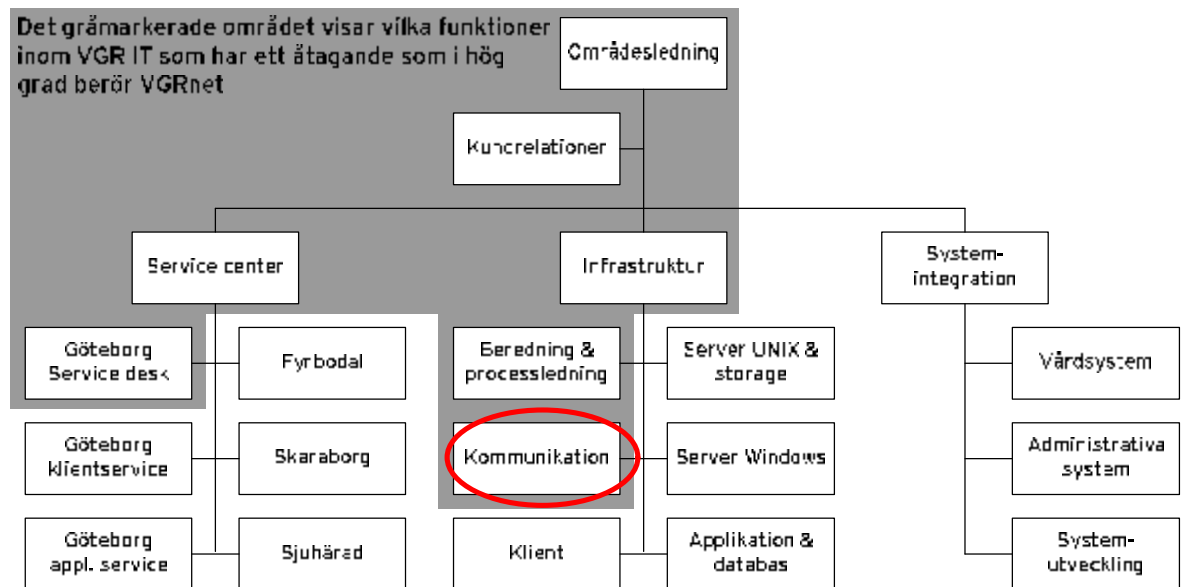 Det gråmarkerade området visar vilka funktioner
inom VGR IT som har ett åtagande som i hög
grad berör VGRnet
Områdesledning
Kundrelationer
Service center
Infrastruktur
System-
integration
Göteborg
Service desk
Fyrbodal
Beredning &
processledning
Server UNIX &
storage
Vårdsystem
Göteborg
klientservice
Skaraborg
Kommunikation
Server Windows
Administrativa
system
Göteborg
appl. service
Sjuhärad
Klient
Applikation &
databas
System-
utveckling